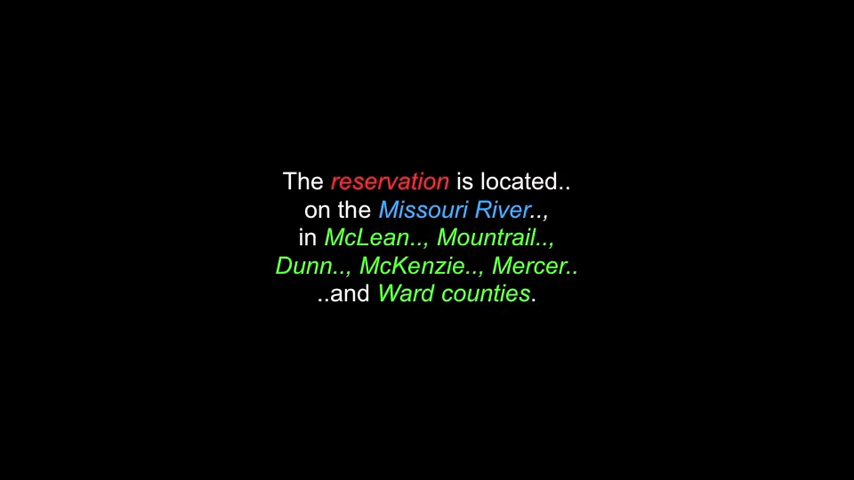 The reservation is located..
on the Missouri River..,
in McLean.., Mountrail..,
Dunn.., McKenzie.., Mercer..
..and Ward counties.